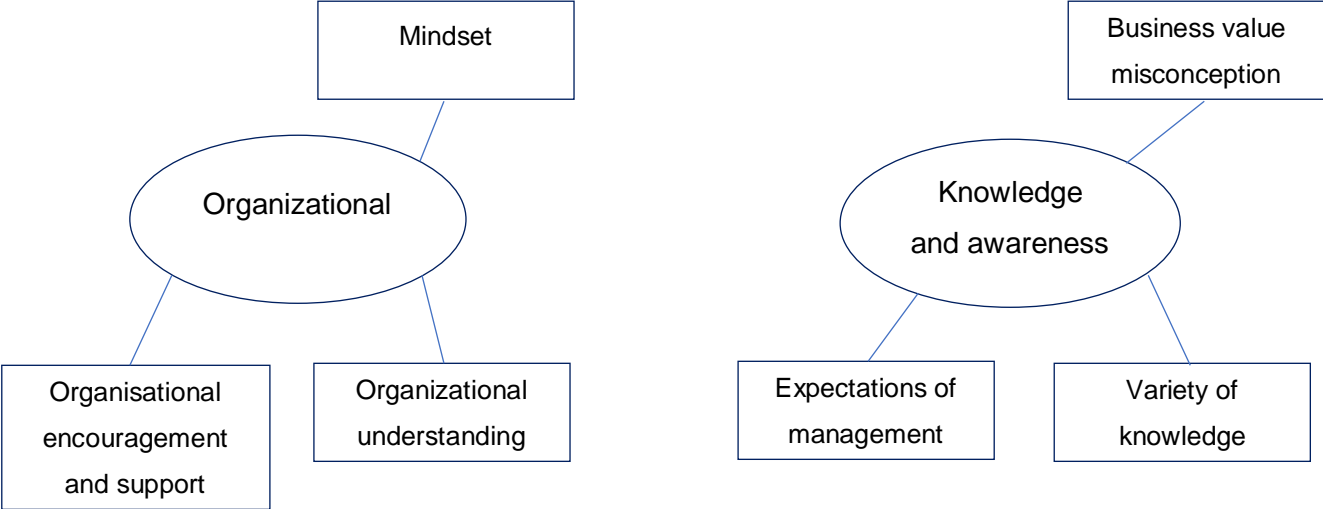 Mindset
Organizational
Organisational
encouragement
and support
Organizational
understanding
Business value
misconception
Knowledge
and awareness
Expectations of
management
Variety of
knowledge